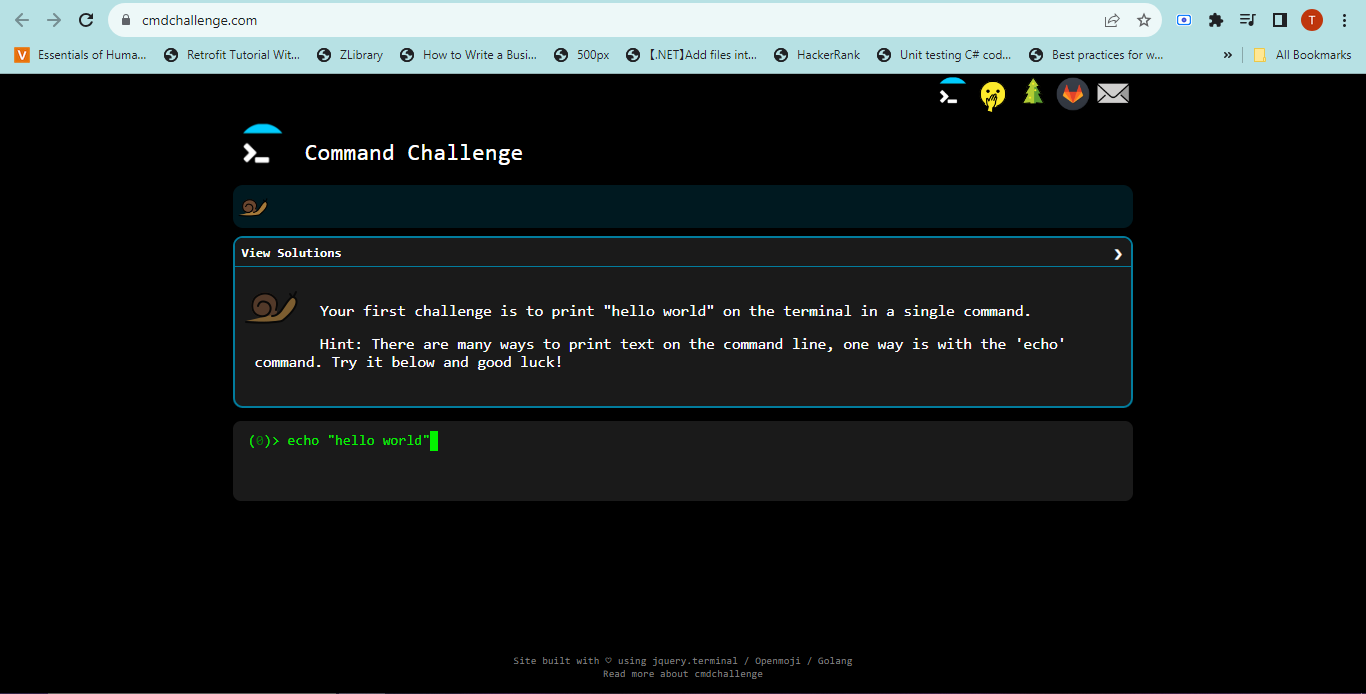 cmdchallenge.com
T
V Essentials of Huma... Retrofit Tutorial Wit... ZLibrary How to Write a Busi... 500px 【.NET】Add files int... HackerRank Unit testing C# cod... Best practices for w... » All Bookmarks
Command Challenge
View Solutions
Your first challenge is to print "hello world" on the terminal in a single command.
Hint: There are many ways to print text on the command line, one way is with the 'echo'
command. Try it below and good luck!
(0)> echo "hello world"
Site built with ♡ using jquery.terminal / Openmoji / Golang
Read more about cmdchallenge